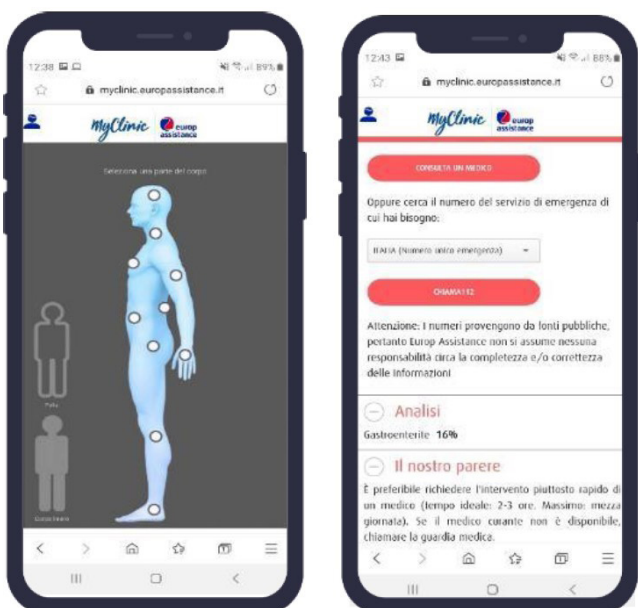 12:38
89%
myclinic.europassistance.it
MyClinic europ assistance
Seleziona una parte del corpo
12:43
88%
myclinic.europassistance.it
MyClinic europ assistance
CONSULTA UN MEDICO
Oppure cerca il numero del servizio di emergenza di
cui hai bisogno:
ITALIA (Numero unico emergenza)
CHIAMA 112
Attenzione: I numeri provengono da fonti pubbliche,
pertanto Europ Assistance non si assume nessuna
responsabilità circa la completezza e/o correttezza
delle informazioni
Analisi
Gastroenterite 16%
Il nostro parere
È preferibile richiedere l'intervento piuttosto rapido di
un medico (tempo ideale: 2-3 ore. Massimo: mezza
giornata). Se il medico curante non è disponibile,
chiamare la guardia medica.